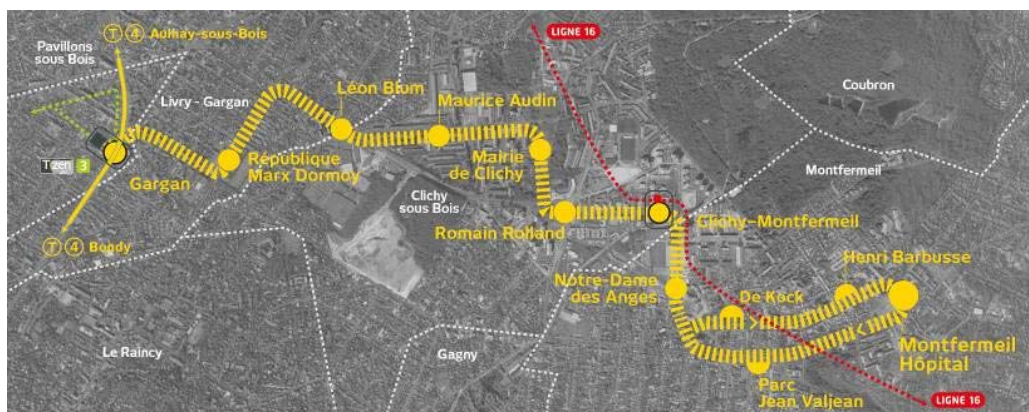 T 4 Aulnay-sous-Bois
LIGNE 16
Pavillons
sous Bois
Livry - Gargan
Léon Blum
Maurice Audin
Coubron
T zen 3
Gargan
République
Marx Dormoy
Mairie
de Clichy
Montfermeil
Clichy
sous Bois
Romain Rolland
Clichy-Montfermeil
T 4 Bondy
Notre-Dame
des Anges
De Kock
Henri Barbusse
Le Raincy
Gagny
Montfermeil
Hôpital
Parc
Jean Valjean
LIGNE 16